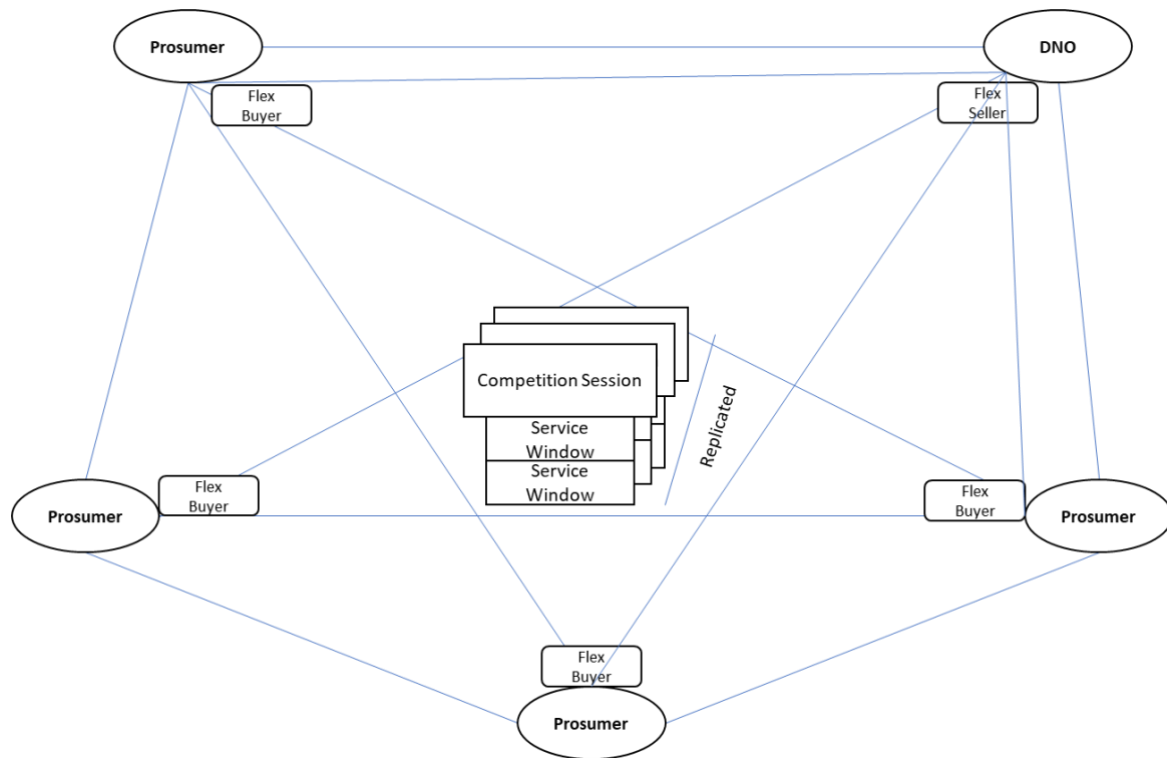 Prosumer
DNO
Flex
Buyer
Flex
Seller
Competition Session
Replicated
Service
Window
Service
Window
Flex
Buyer
Flex
Buyer
Prosumer
Prosumer
Flex
Buyer
Prosumer